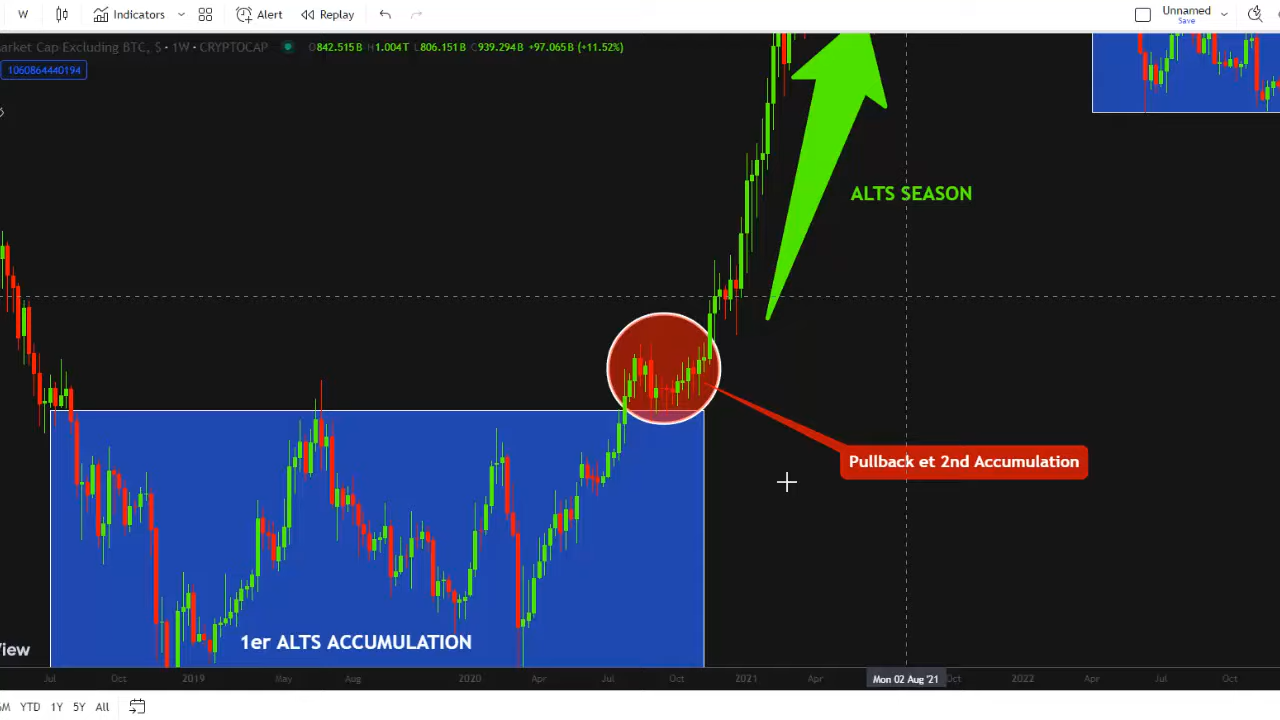 W Indicators Alert Replay Unnamed
Save
arket Cap Excluding BTC, $ · 1W · CRYPTOCAP O842.515B H1.004T L806.151B C939.294B +97.065B (+11.52%)
1060864440194
ALTS SEASON
Pullback et 2nd Accumulation
1er ALTS ACCUMULATION
View
Jul Oct 2019 May Aug 2020 Apr Jul Oct 2021 Apr Mon 02 Aug '21 Oct 2022 Apr Jul Oct
6M YTD 1Y 5Y All